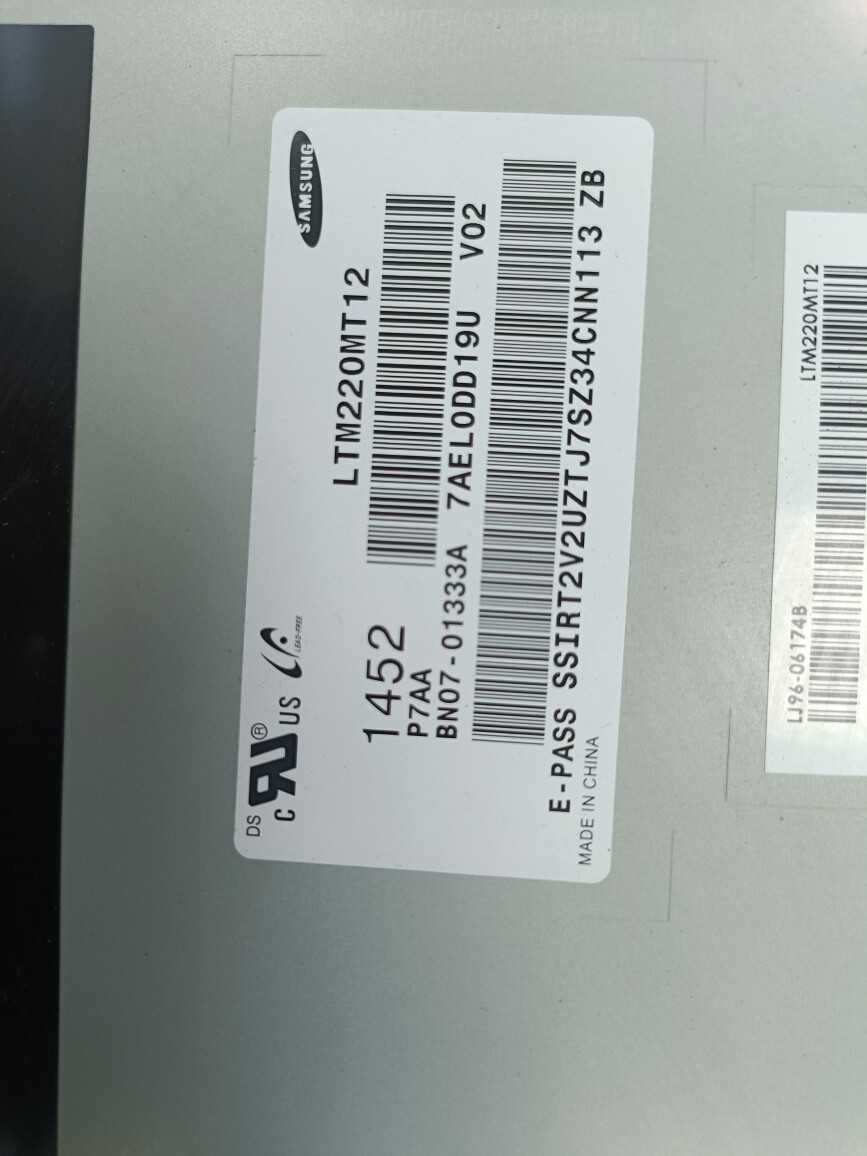 SAMSUNG
DS
C UR® US
LEAD-FREE
LTM220MT12
1452
P7AA
BN07-01333A 7AEL0DD19U V02
E-PASS SSIRT2V2UZTJ7SZ34CNN113 ZB
MADE IN CHINA
LTM220MT12
LJ96-06174B